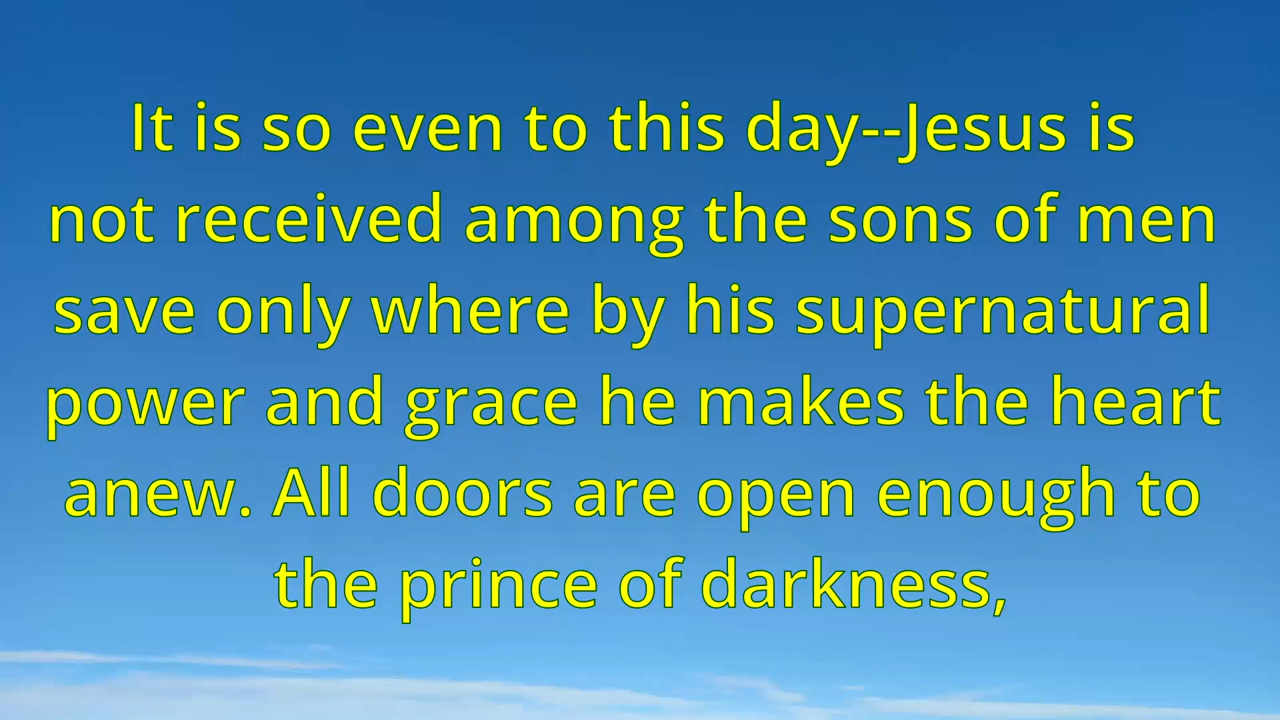 It is so even to this day--Jesus is
not received among the sons of men
save only where by his supernatural
power and grace he makes the heart
anew. All doors are open enough to
the prince of darkness,